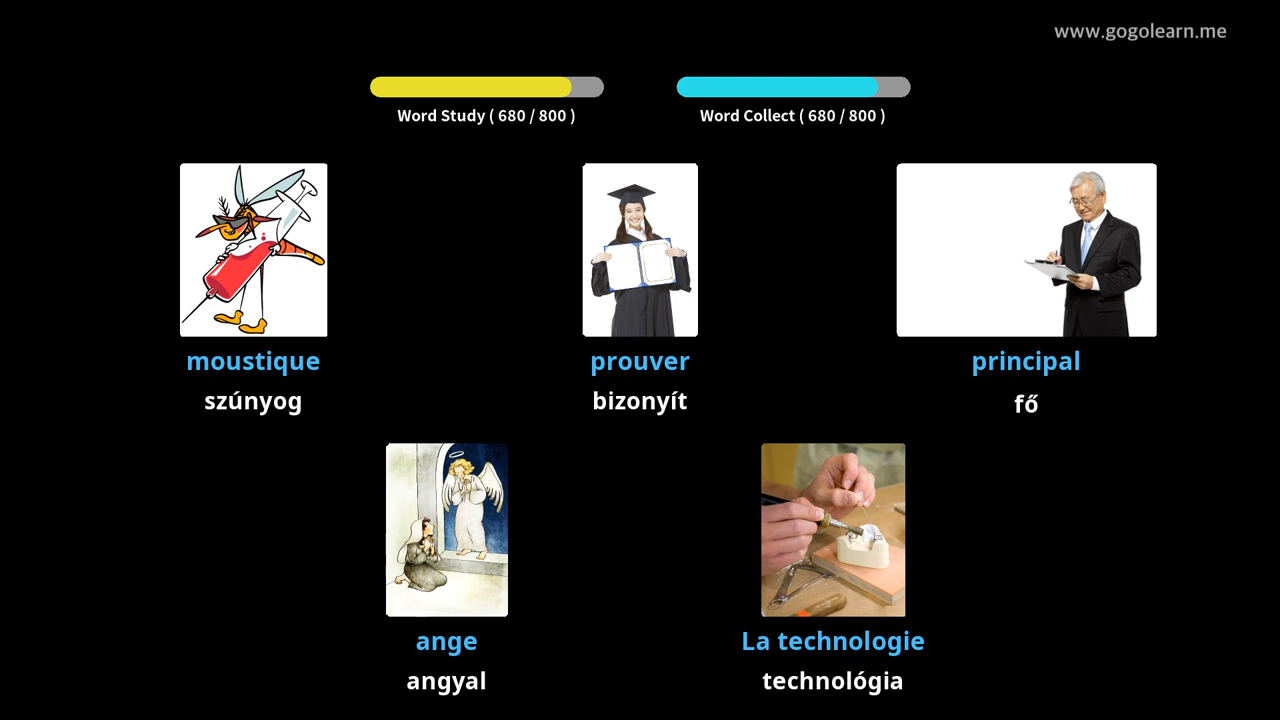 www.gogolearn.me
Word Study ( 680 / 800 )
Word Collect ( 680 / 800 )
moustique
szúnyog
prouver
bizonyít
principal
fő
ange
angyal
La technologie
technológia